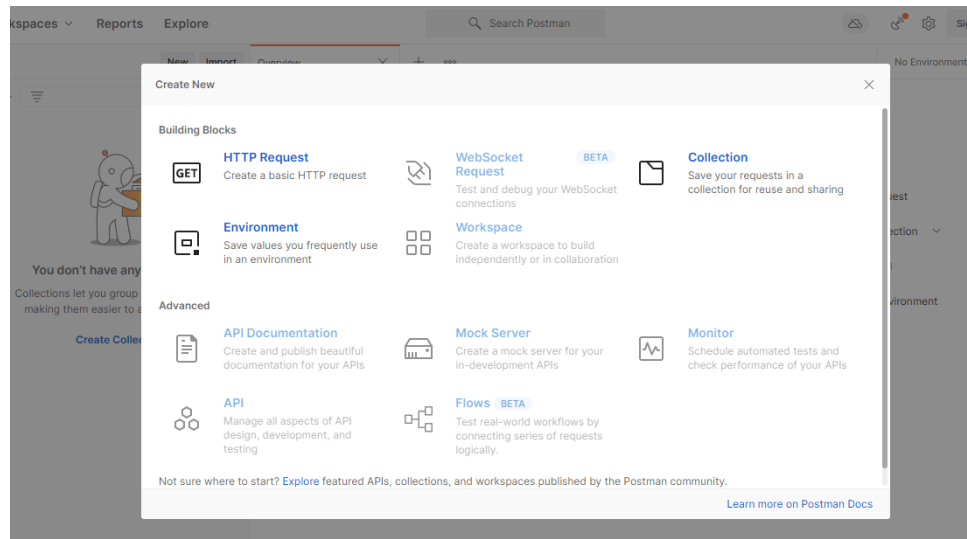 kspaces Reports Explore Search Postman
New Import Overview No Environment
Create New
Building Blocks
GET
HTTP Request
Create a basic HTTP request
WebSocket Request BETA
Test and debug your WebSocket
connections
Collection
Save your requests in a
collection for reuse and sharing
Environment
Save values you frequently use
in an environment
Workspace
Create a workspace to build
independently or in collaboration
Advanced
API Documentation
Create and publish beautiful
documentation for your APIs
Mock Server
Create a mock server for your
in-development APIs
Monitor
Schedule automated tests and
check performance of your APIs
API
Manage all aspects of API
design, development, and
testing
Flows BETA
Test real-world workflows by
connecting series of requests
logically.
Not sure where to start? Explore featured APIs, collections, and workspaces published by the Postman community.
Learn more on Postman Docs
You don't have any
Collections let you group
making them easier to a
Create Collec
uest
ection
vironment